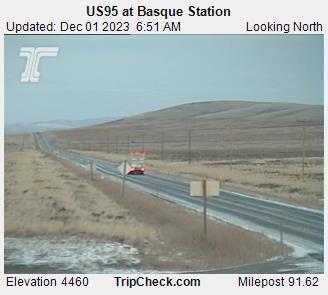 US95 at Basque Station
Updated: Dec 01 2023 6:51 AM Looking North
Elevation 4460 TripCheck.com Milepost 91.62